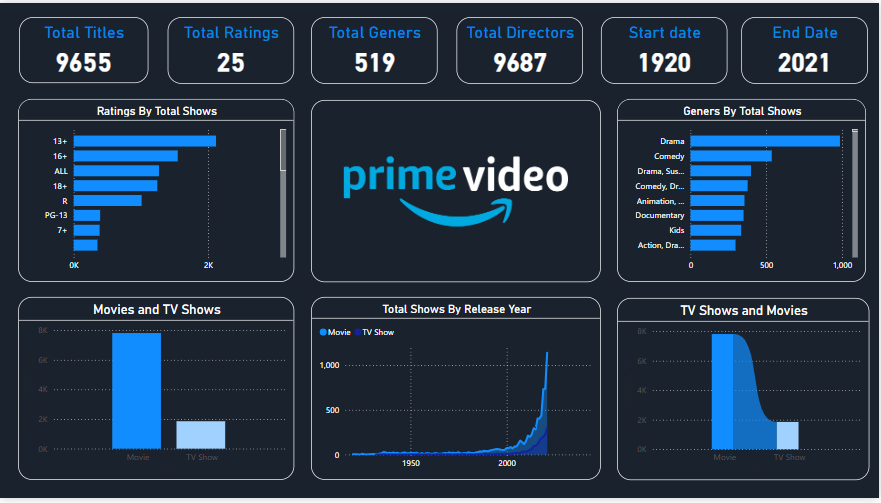 Total Titles
9655
Total Ratings
25
Total Geners
519
Total Directors
9687
Start date
1920
End Date
2021
Ratings By Total Shows
13+
16+
ALL
18+
R
PG-13
7+
0K 2K
prime video
Geners By Total Shows
Drama
Comedy
Drama, Sus...
Comedy, Dr...
Animation, ...
Documentary
Kids
Action, Dra...
0 500 1,000
Movies and TV Shows
8K
6K
4K
2K
0K
Movie TV Show
Total Shows By Release Year
Movie TV Show
1,000
500
0
1950 2000
TV Shows and Movies
8K
6K
4K
2K
0K
Movie TV Show